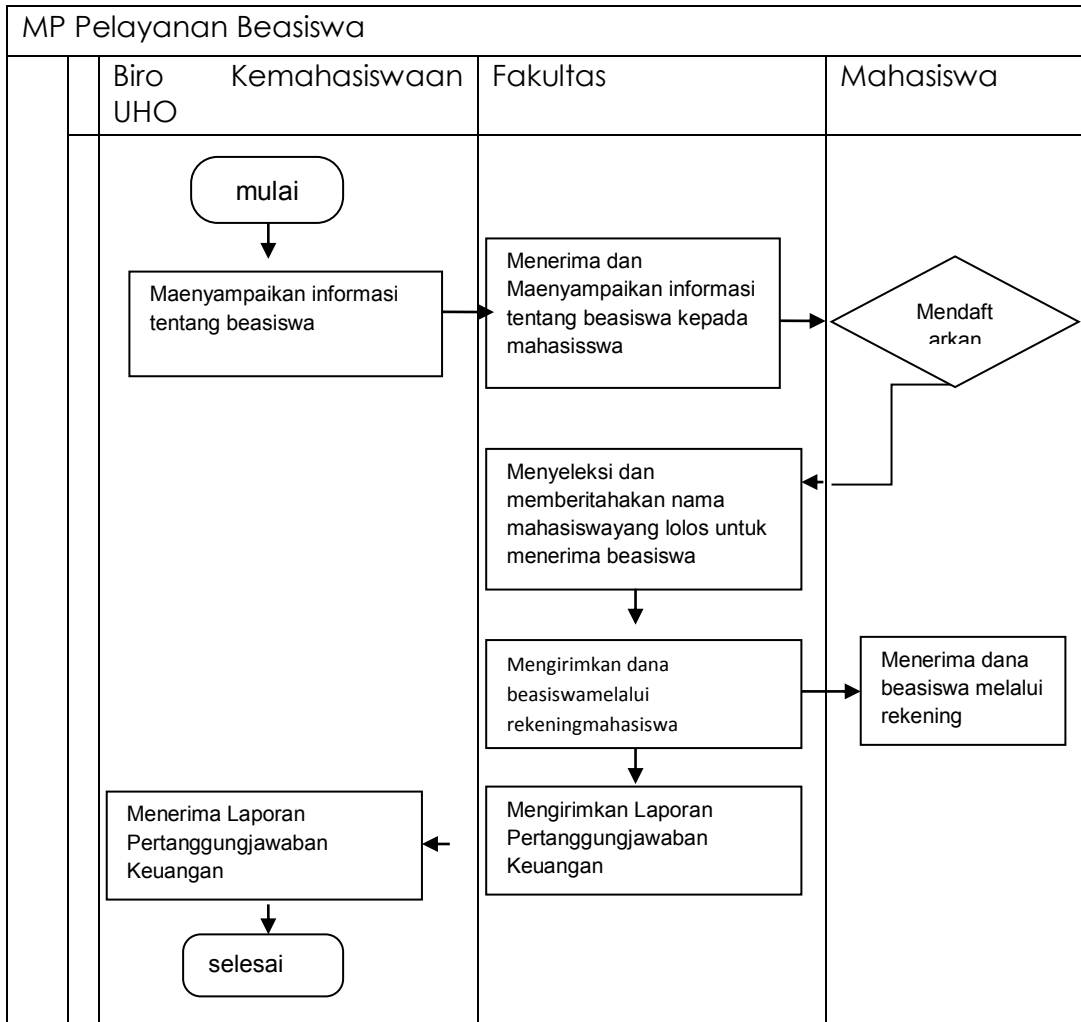 MP Pelayanan Beasiswa
Biro Kemahasiswaan
UHO
Fakultas
Mahasiswa
mulai
Maenyampaikan informasi
tentang beasiswa
Menerima dan
Maenyampaikan informasi
tentang beasiswa kepada
mahasisswa
Mendaft
arkan
Menyeleksi dan
memberitahakan nama
mahasiswayang lolos untuk
menerima beasiswa
Mengirimkan dana
beasiswamelalui
rekeningmahasiswa
Menerima dana
beasiswa melalui
rekening
Mengirimkan Laporan
Pertanggungjawaban
Keuangan
Menerima Laporan
Pertanggungjawaban
Keuangan
selesai